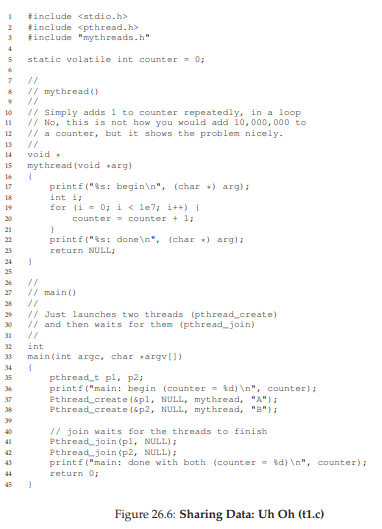 1 #include <stdio.h>
2 #include <pthread.h>
3 #include "mythreads.h"
4
5 static volatile int counter = 0;
6
7 //
8 // mythread()
9 //
10 // Simply adds 1 to counter repeatedly, in a loop
11 // No, this is not how you would add 10,000,000 to
12 // a counter, but it shows the problem nicely.
13 //
14 void *
15 mythread(void *arg)
16 {
17 printf("%s: begin\n", (char *) arg);
18 int i;
19 for (i = 0; i < 1e7; i++) {
20 counter = counter + 1;
21 }
22 printf("%s: done\n", (char *) arg);
23 return NULL;
24 }
25
26 //
27 // main()
28 //
29 // Just launches two threads (pthread_create)
30 // and then waits for them (pthread_join)
31 //
32 int
33 main(int argc, char *argv[])
34 {
35 pthread_t p1, p2;
36 printf("main: begin (counter = %d)\n", counter);
37 Pthread_create(&p1, NULL, mythread, "A");
38 Pthread_create(&p2, NULL, mythread, "B");
39
40 // join waits for the threads to finish
41 Pthread_join(p1, NULL);
42 Pthread_join(p2, NULL);
43 printf("main: done with both (counter = %d)\n", counter);
44 return 0;
45 }
Figure 26.6: Sharing Data: Uh Oh (t1.c)